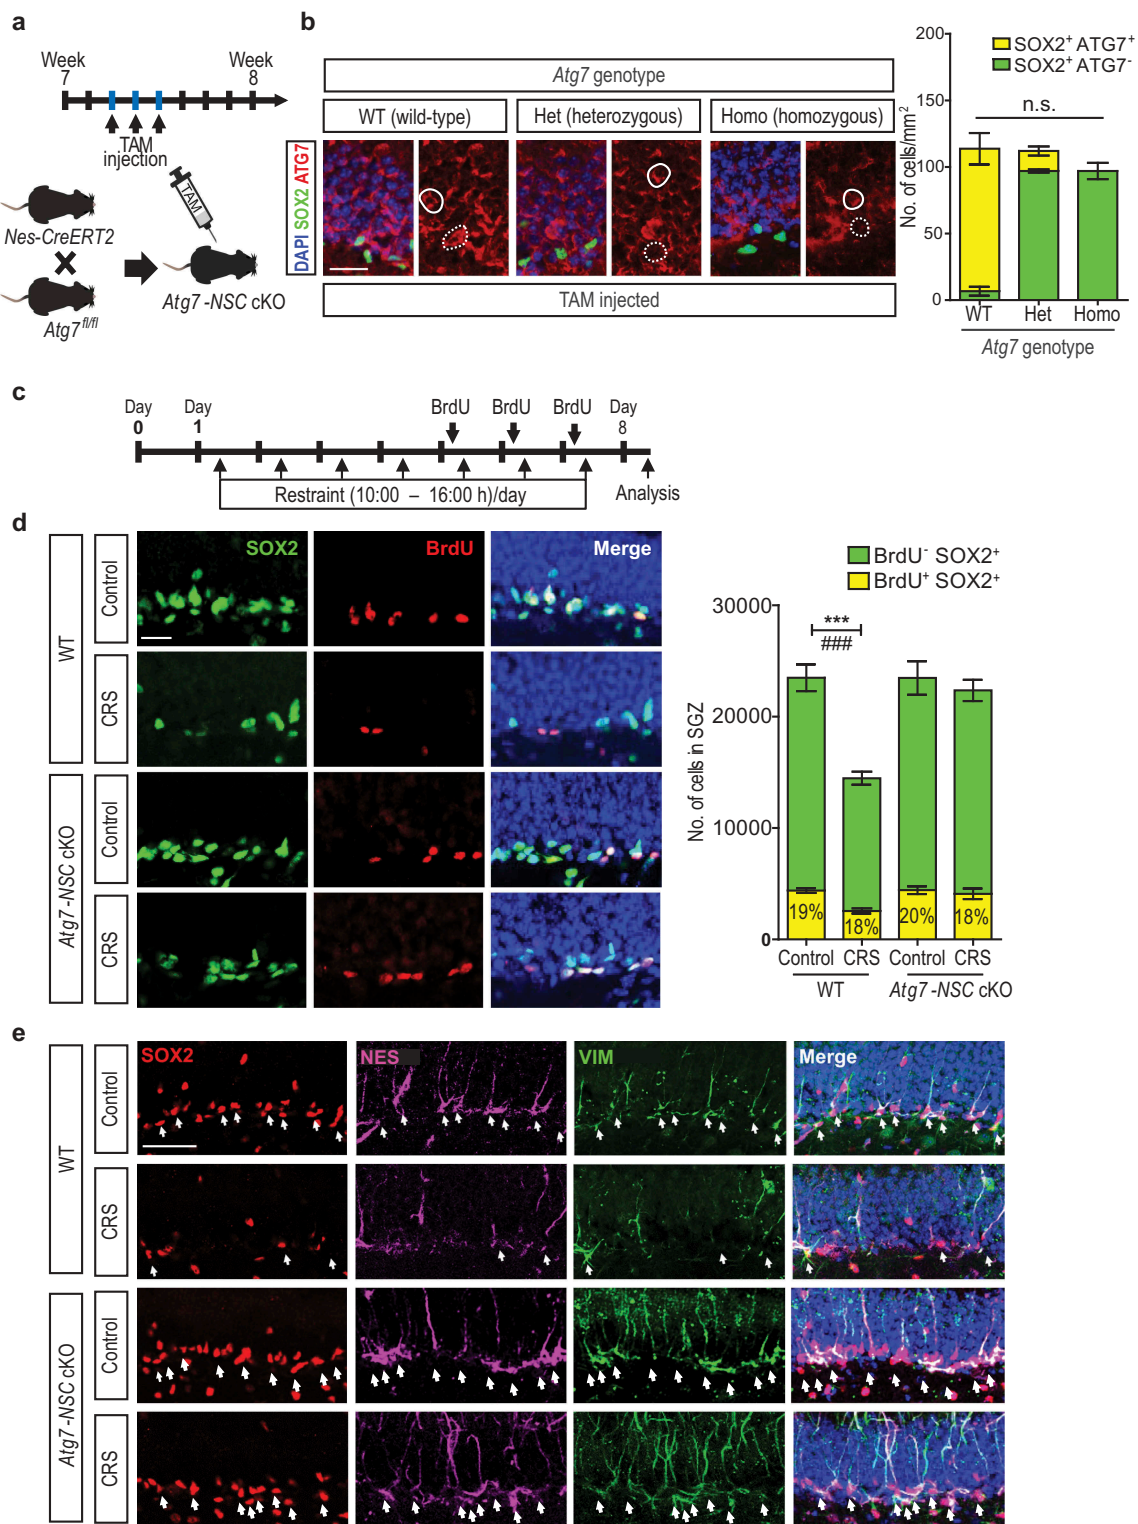 a
Week
7
Week
8
TAM
injection
TAM
Nes-CreERT2
Atg7 fl/fl
Atg7 -NSC cKO
b
Atg7 genotype
WT (wild-type)
Het (heterozygous)
Homo (homozygous)
DAPI SOX2 ATG7
TAM injected
SOX2+ ATG7+
SOX2+ ATG7-
No. of cells/mm2
200
150
100
50
0
n.s.
WT
Het
Homo
Atg7 genotype
c
Day
0
Day
1
BrdU
BrdU
BrdU
Day
8
Restraint (10:00 – 16:00 h)/day
Analysis
d
SOX2
BrdU
Merge
WT
Control
CRS
Atg7 -NSC cKO
Control
CRS
BrdU- SOX2+
BrdU+ SOX2+
No. of cells in SGZ
30000
20000
10000
0
***
###
19%
18%
20%
18%
Control CRS
Control CRS
WT
Atg7 -NSC cKO
e
SOX2
NES
VIM
Merge
WT
Control
CRS
Atg7 -NSC cKO
Control
CRS